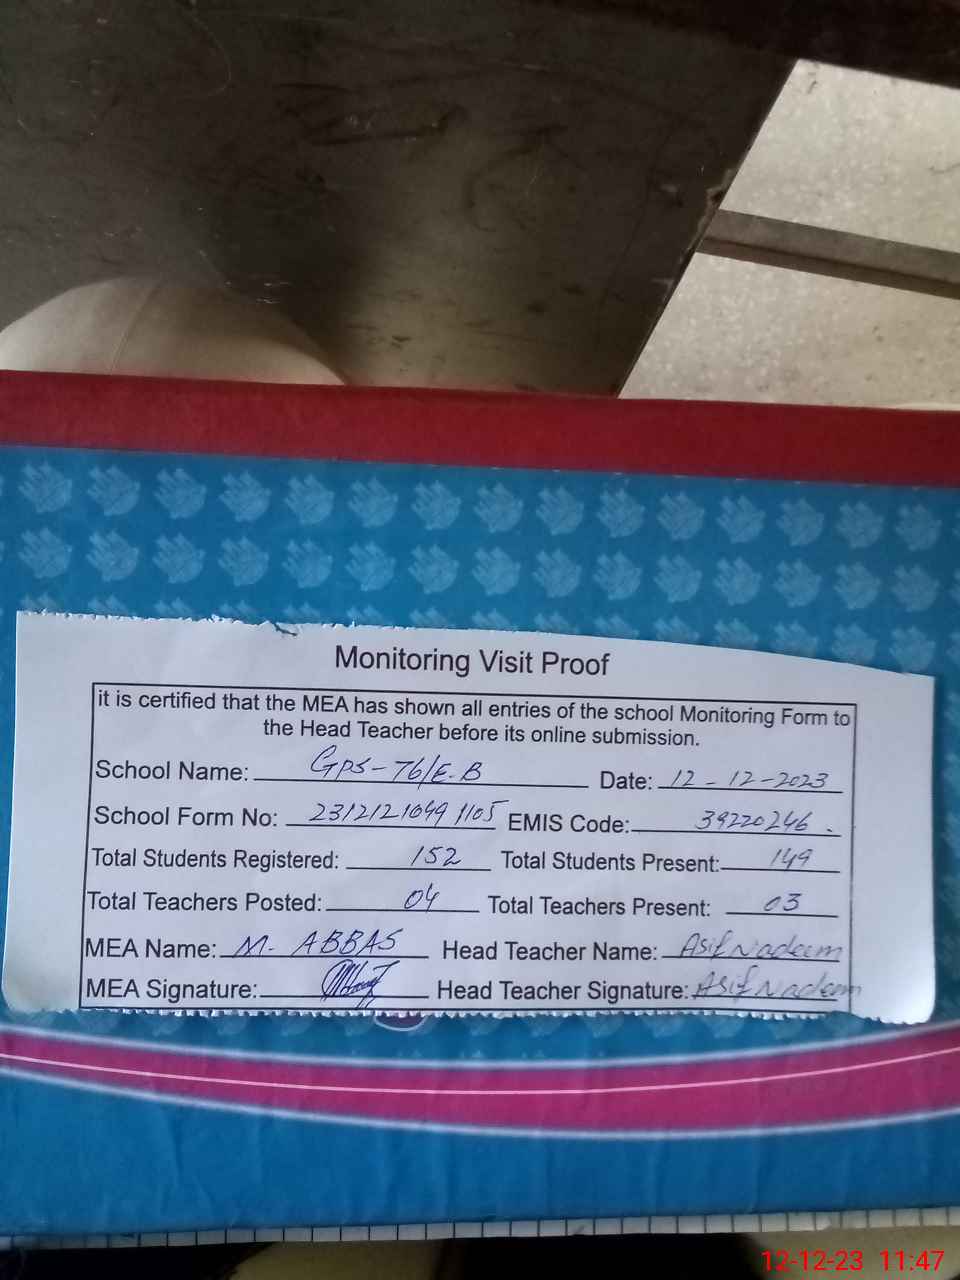 Monitoring Visit Proof
it is certified that the MEA has shown all entries of the school Monitoring Form to
the Head Teacher before its online submission.
School Name: GPS-76/E.B Date: 12-12-2023
School Form No: 23121210491105 EMIS Code: 39220246.
Total Students Registered: 152 Total Students Present: 149
Total Teachers Posted: 04 Total Teachers Present: 03
MEA Name: M. ABBAS Head Teacher Name: Asif Nadeem
MEA Signature: Head Teacher Signature: Asif Nadeem
12-12-23 11:47